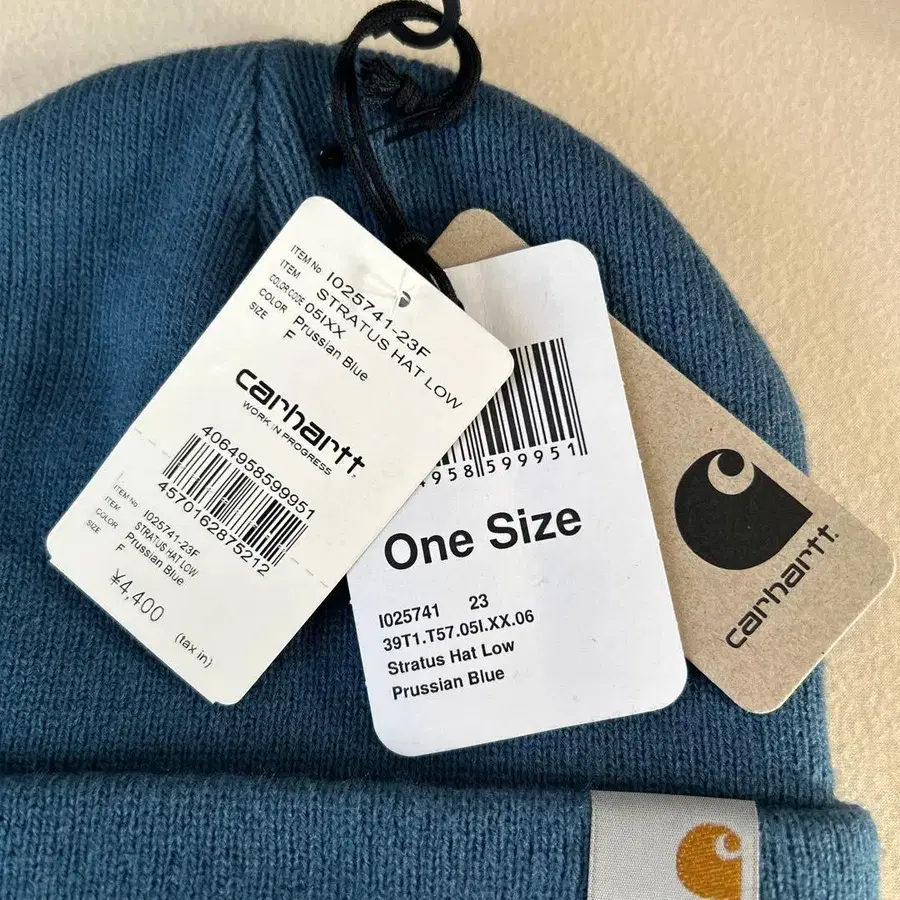 ITEM No I025741-23F
ITEM STRATUS HAT LOW
COLOR CODE 05IXX
COLOR Prussian Blue
SIZE F
carhartt
WORK IN PROGRESS
4064958599951
4570162875212
ITEM No I025741-23F
ITEM STRATUS HAT LOW
COLOR Prussian Blue
SIZE F
¥4,400
(tax in)
4958 599951
One Size
I025741 23
39T1.T57.05I.XX.06
Stratus Hat Low
Prussian Blue
carhartt